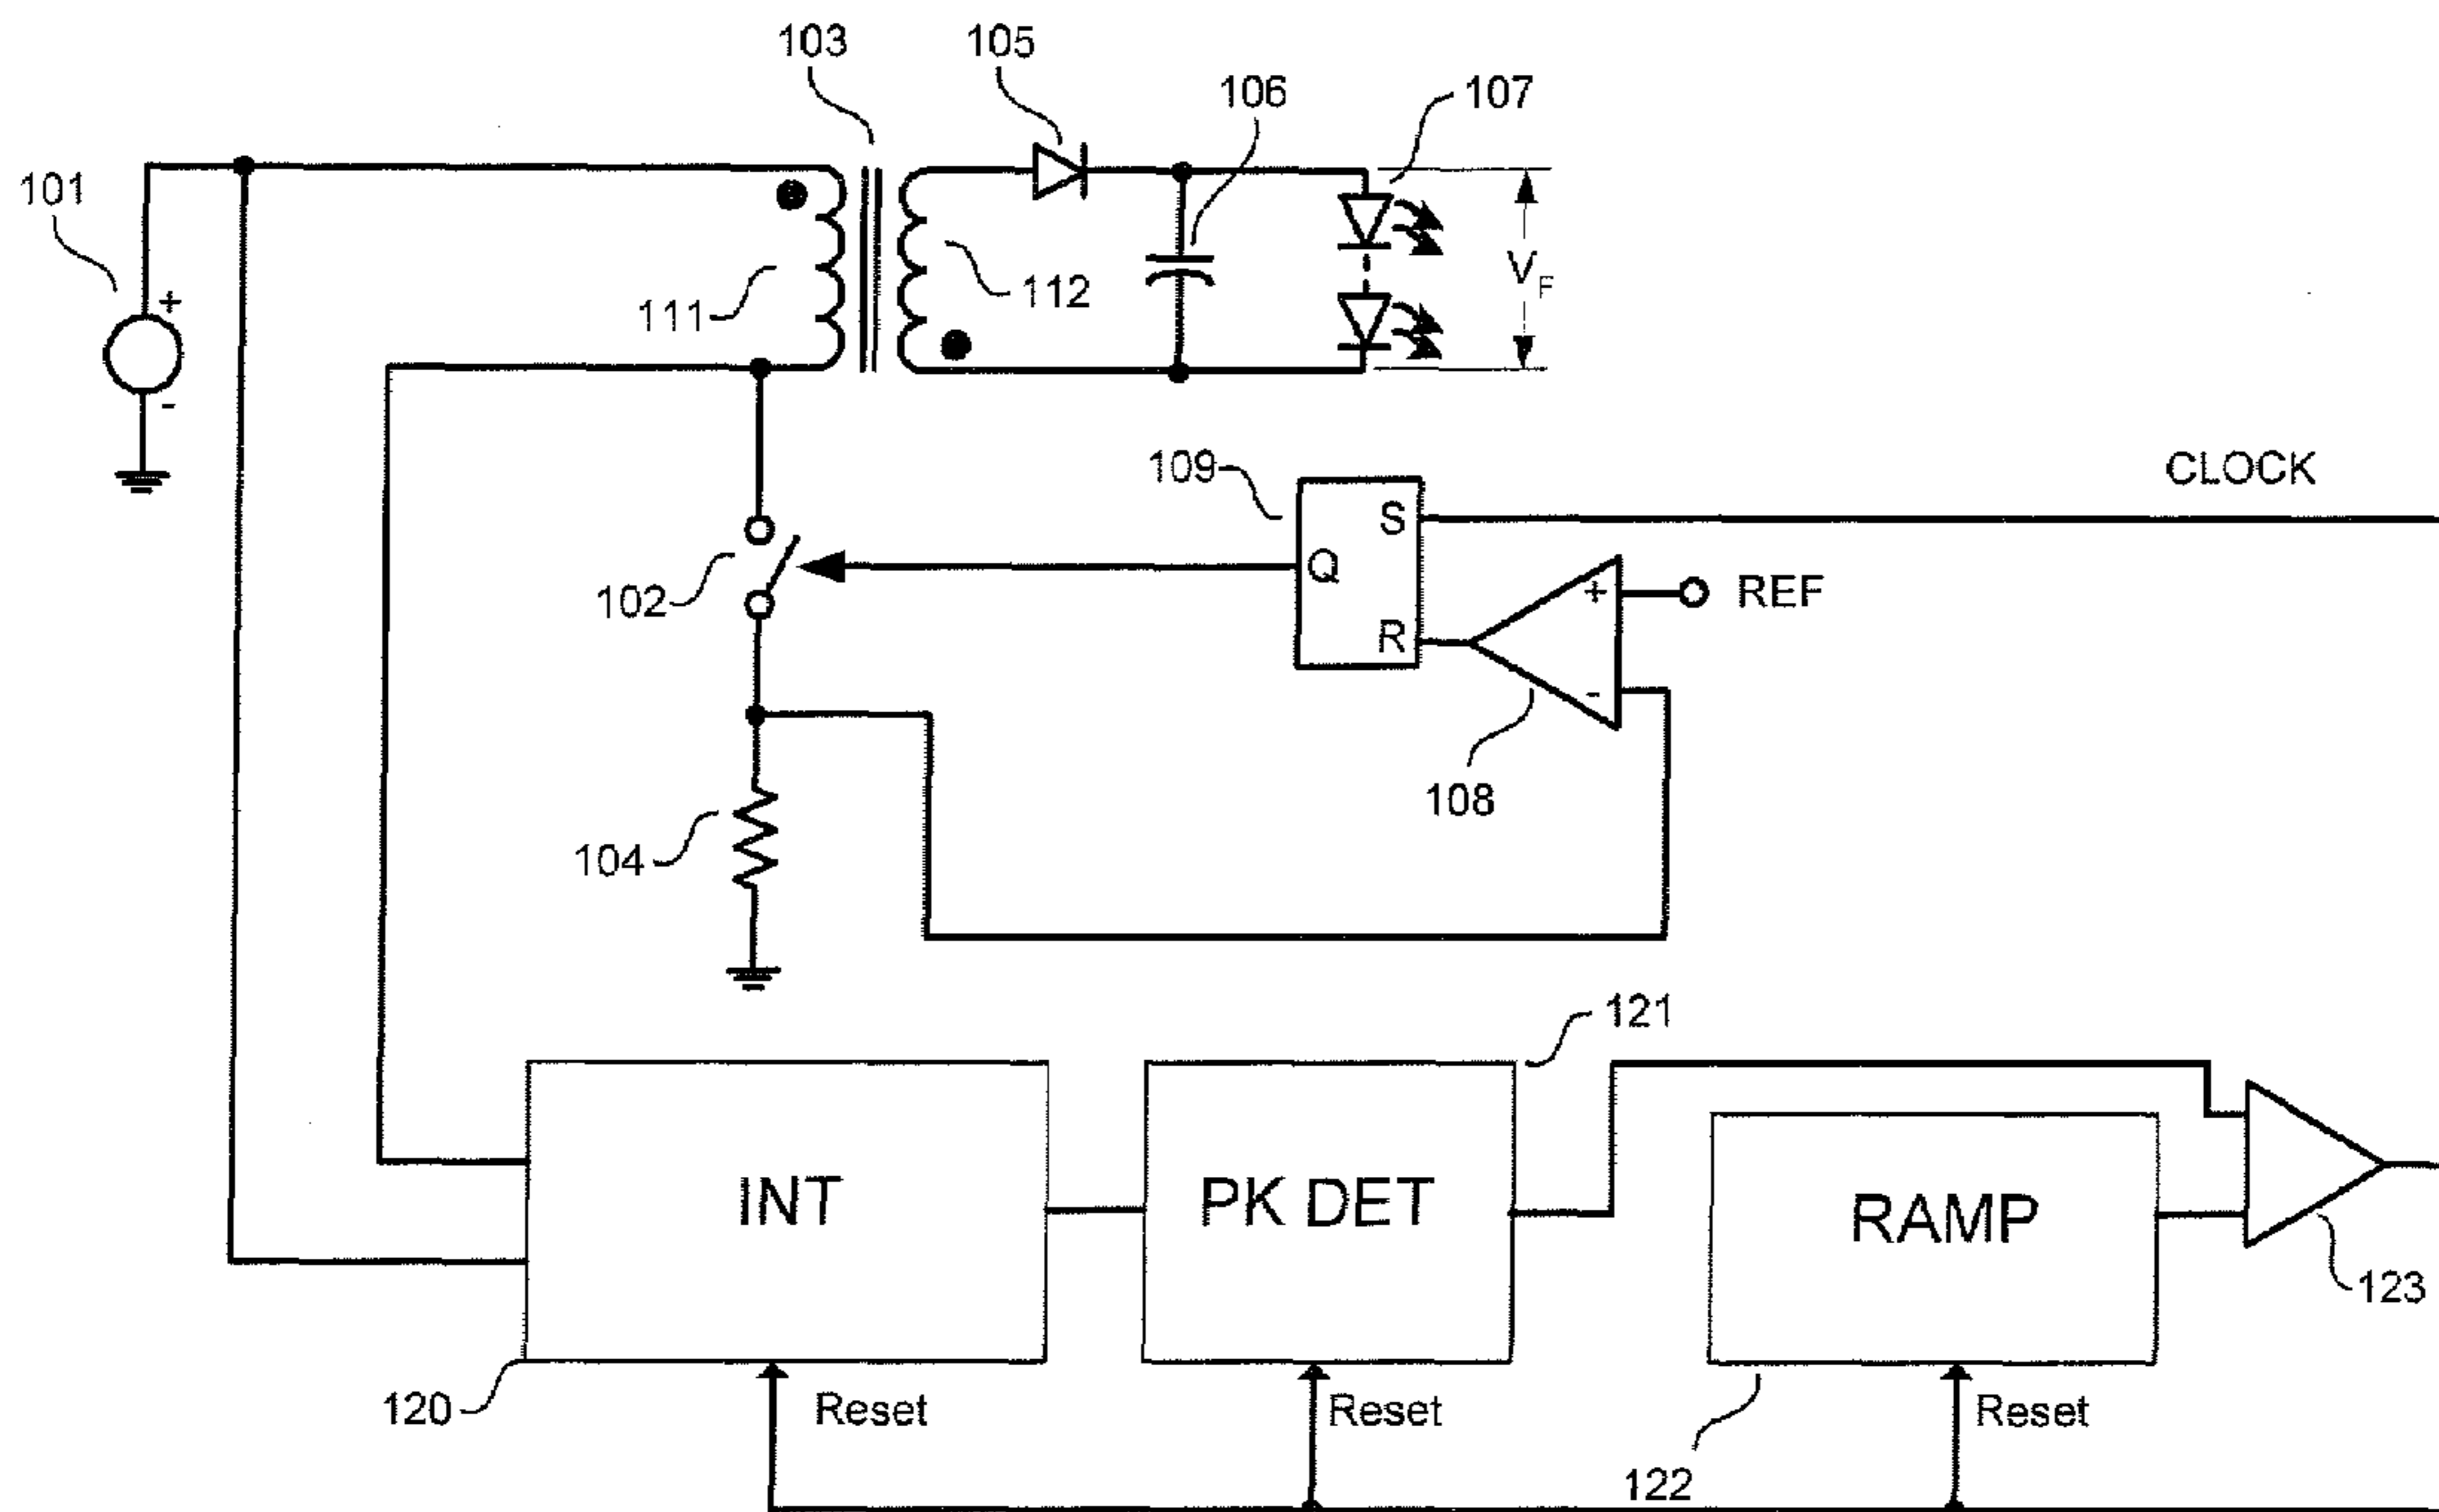 103
105
106
107
101
+
-
111
112
V_F
109
CLOCK
S
Q
R
102
+
REF
-
108
104
121
INT
PK DET
RAMP
123
120
Reset
Reset
Reset
122